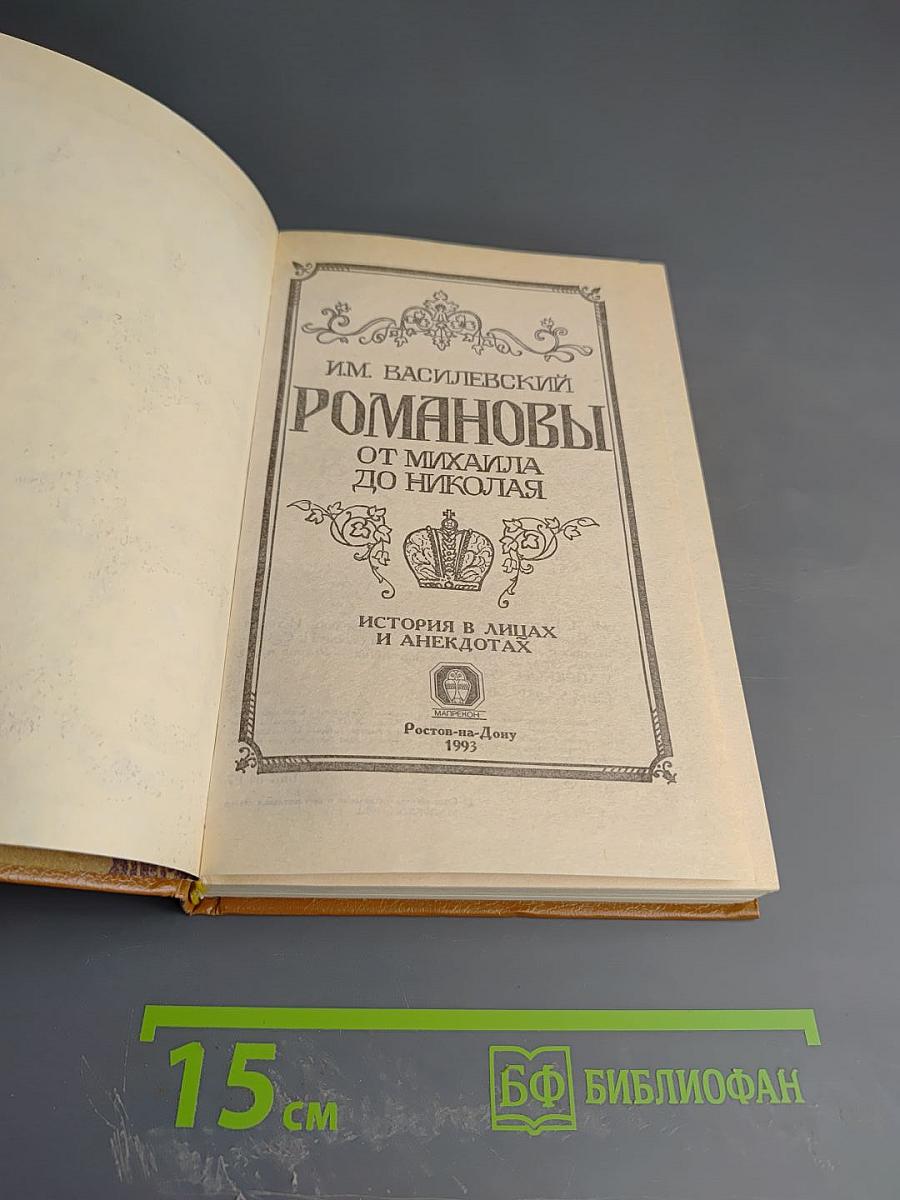 И.М. ВАСИЛЕВСКИЙ
РОМАНОВЫ
ОТ МИХАИЛА
ДО НИКОЛАЯ
ИСТОРИЯ В ЛИЦАХ
И АНЕКДОТАХ
МАПРЕКОН
Ростов-на-Дону
1993
15 см
БФ БИБЛИОФАН